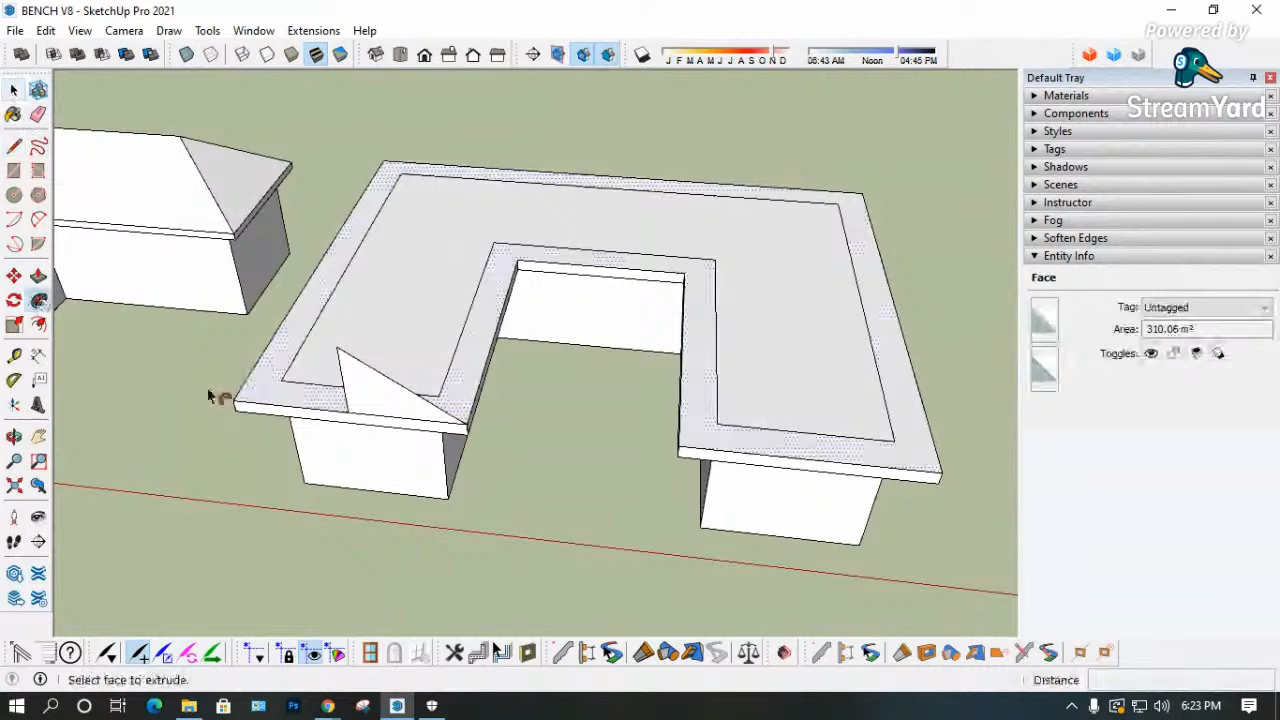 BENCH V8 - SketchUp Pro 2021
File Edit View Camera Draw Tools Window Extensions Help
Powered by
StreamYard
J F M A M J J A S O N D
06:43 AM Noon 04:45 PM
Default Tray
Materials
Components
Styles
Tags
Shadows
Scenes
Instructor
Fog
Soften Edges
Entity Info
Face
Tag: Untagged
Area: 310.06 m²
Toggles:
Select face to extrude.
Distance
6:23 PM